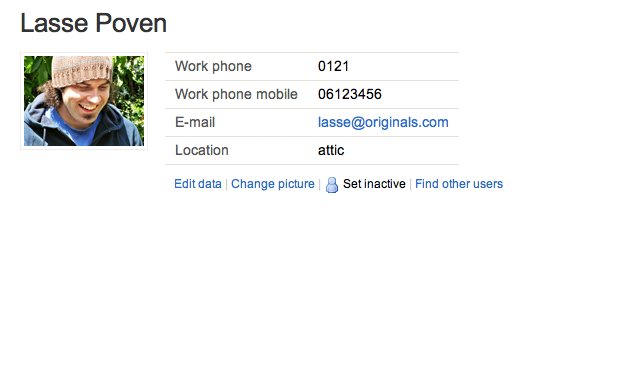 Lasse Poven
Work phone 0121
Work phone mobile 06123456
E-mail lasse@originals.com
Location attic
Edit data | Change picture | Set inactive | Find other users